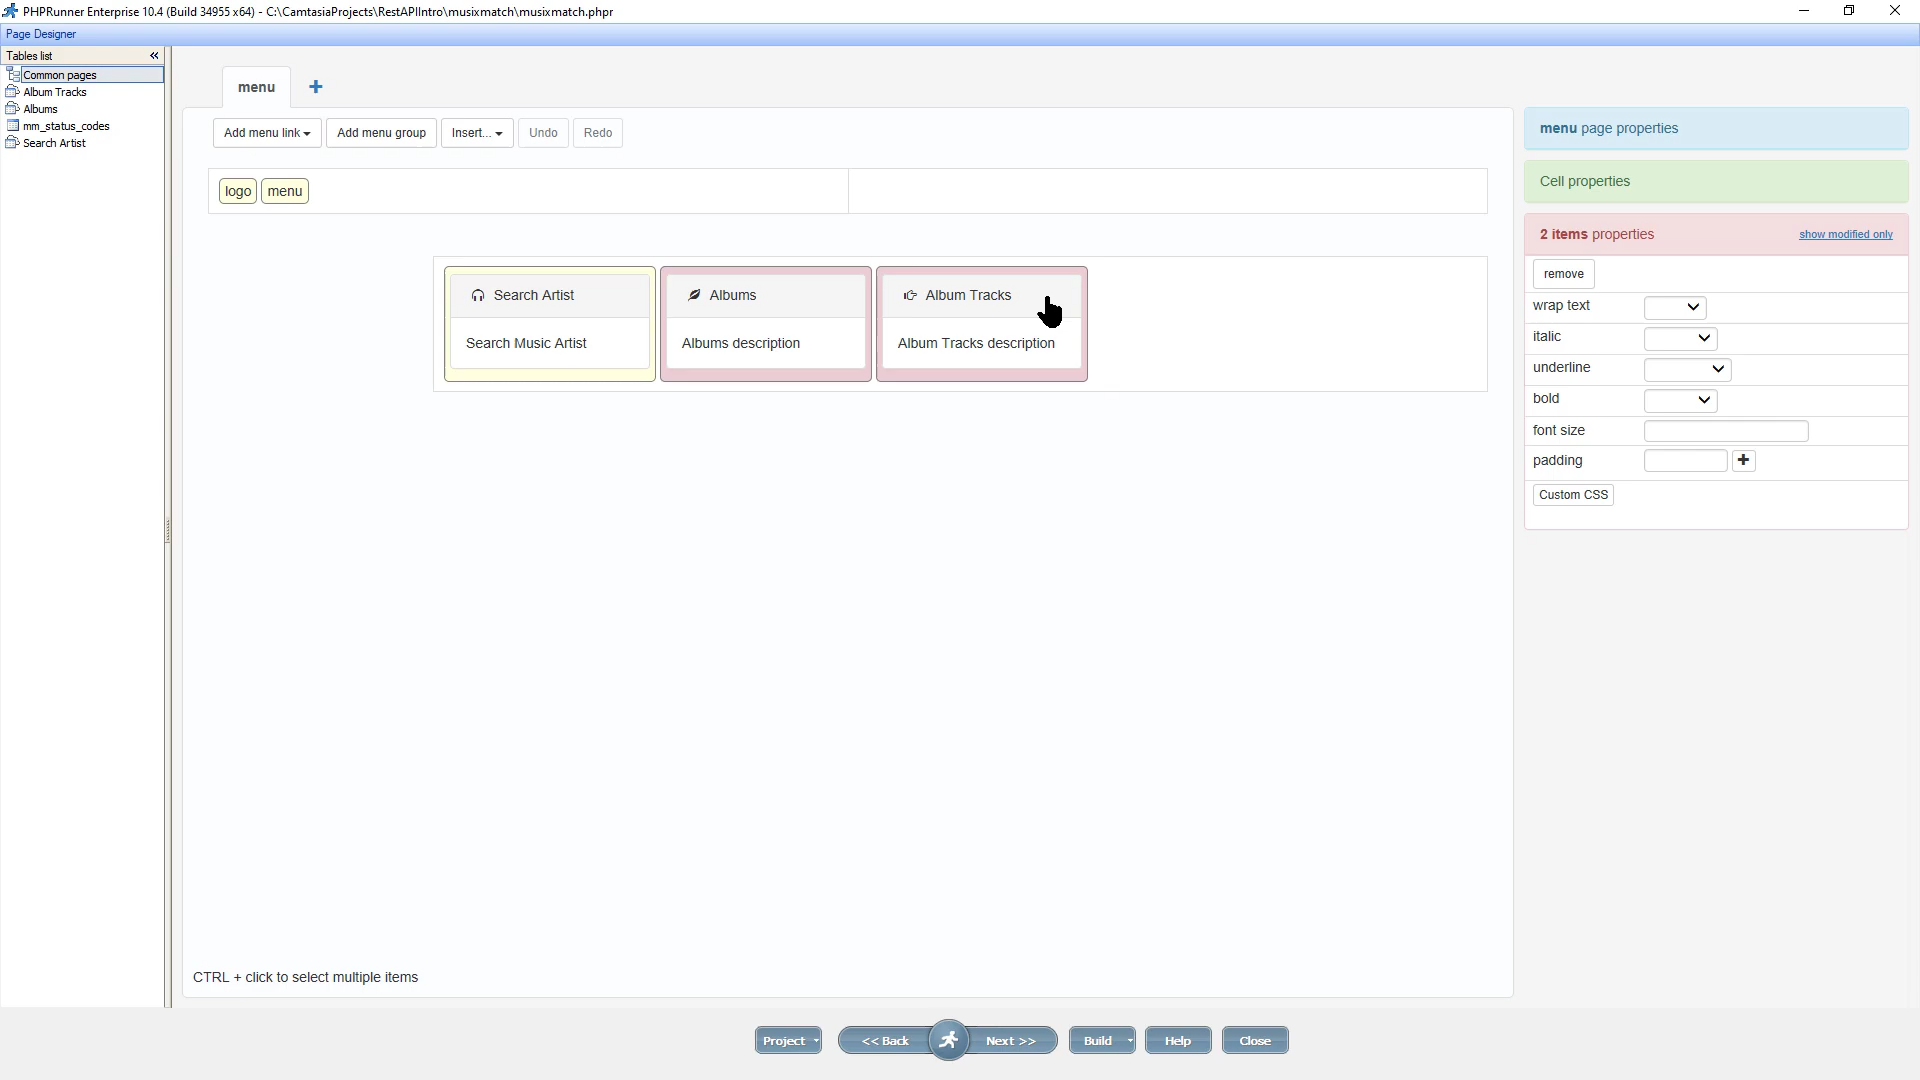 PHPRunner Enterprise 10.4 (Build 34955 x64) - C:\CamtasiaProjects\RestAPIIntro\musixmatch\musixmatch.phpr
Page Designer
Tables list
Common pages
Album Tracks
Albums
mm_status_codes
Search Artist
menu
Add menu link
Add menu group
Insert...
Undo
Redo
logo menu
Search Artist
Search Music Artist
Albums
Albums description
Album Tracks
Album Tracks description
CTRL + click to select multiple items
menu page properties
Cell properties
2 items properties
show modified only
remove
wrap text
italic
underline
bold
font size
padding
Custom CSS
Project
<< Back
Next >>
Build
Help
Close